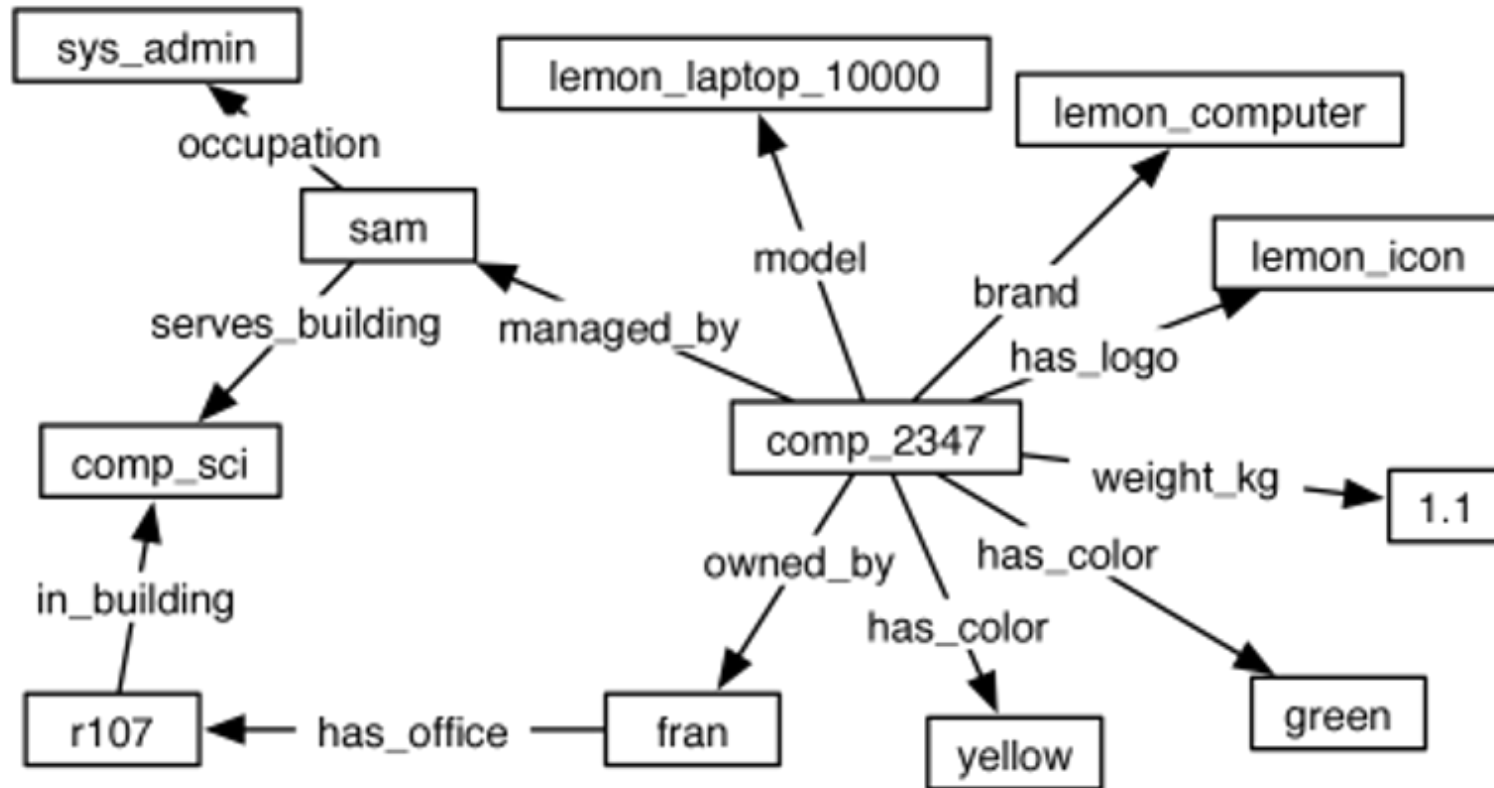 sys_admin
lemon_laptop_10000
lemon_computer
occupation
sam
lemon_icon
model
brand
serves_building
managed_by
has_logo
comp_2347
comp_sci
weight_kg
1.1
owned_by
has_color
in_building
has_color
r107
has_office
fran
green
yellow